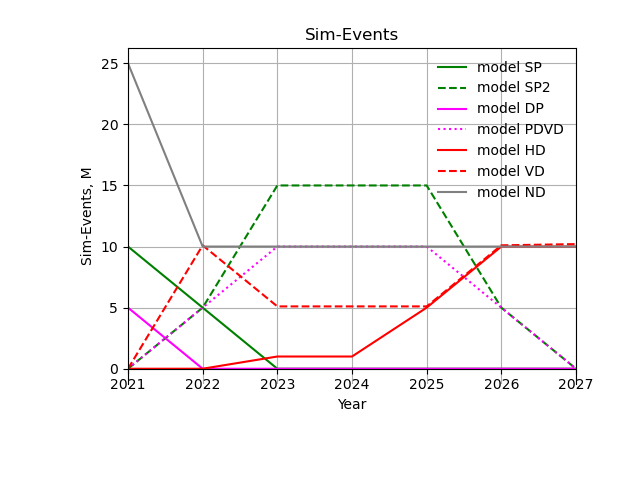 Sim-Events
25
20
15
10
5
0
Sim-Events, M
model SP
model SP2
model DP
model PDVD
model HD
model VD
model ND
2021 2022 2023 2024 2025 2026 2027
Year